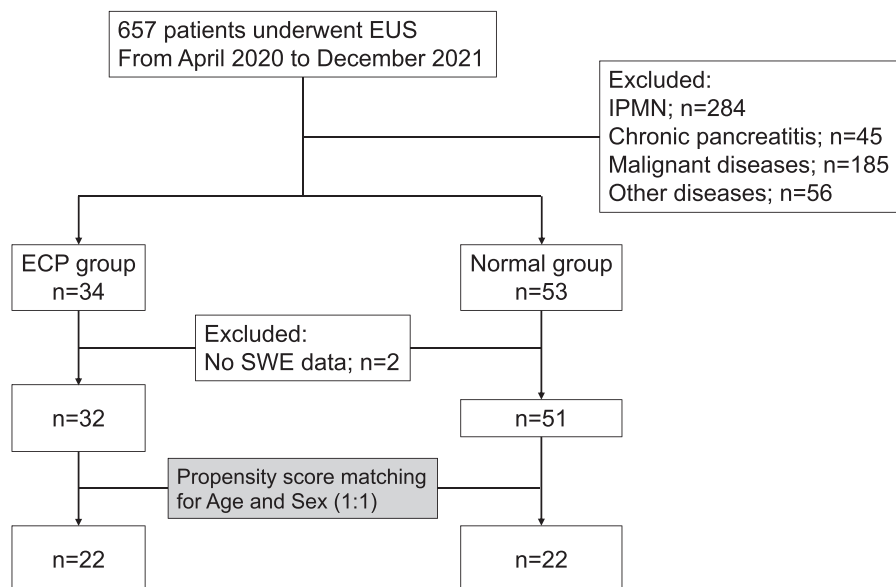 657 patients underwent EUS
From April 2020 to December 2021
Excluded:
IPMN; n=284
Chronic pancreatitis; n=45
Malignant diseases; n=185
Other diseases; n=56
ECP group
n=34
Normal group
n=53
Excluded:
No SWE data; n=2
n=32
n=51
Propensity score matching
for Age and Sex (1:1)
n=22
n=22